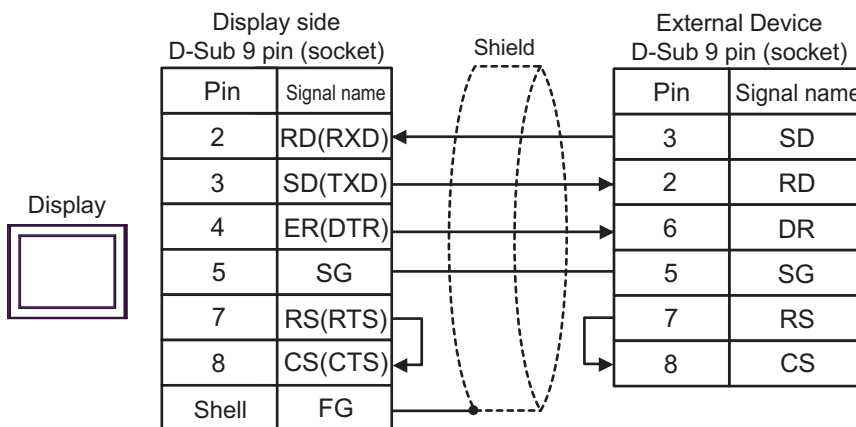 Display side
D-Sub 9 pin (socket)
Shield
External Device
D-Sub 9 pin (socket)
Pin Signal name
Pin Signal name
2 RD(RXD)
3 SD
3 SD(TXD)
2 RD
Display
4 ER(DTR)
6 DR
5 SG
5 SG
7 RS(RTS)
7 RS
8 CS(CTS)
8 CS
Shell FG